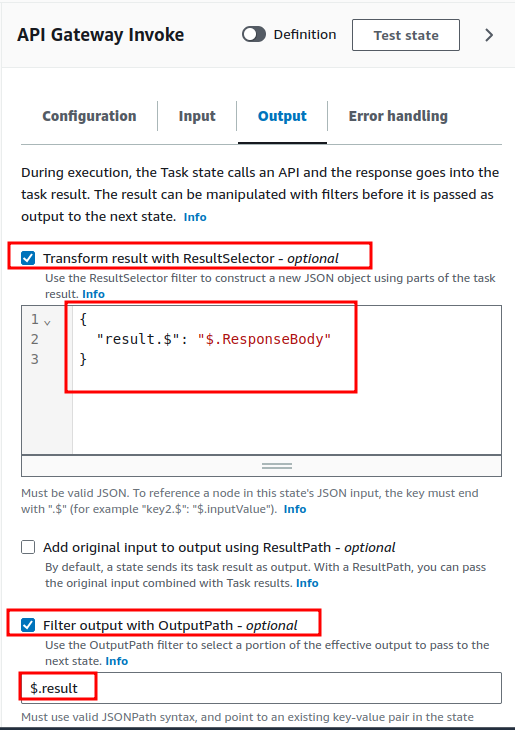 API Gateway Invoke
Definition
Test state
Configuration
Input
Output
Error handling
During execution, the Task state calls an API and the response goes into the
task result. The result can be manipulated with filters before it is passed as
output to the next state. Info
Transform result with ResultSelector - optional
Use the ResultSelector filter to construct a new JSON object using parts of the task
result. Info
1 {
2 "result.$": "$.ResponseBody"
3 }
Must be valid JSON. To reference a node in this state's JSON input, the key must end
with ".$" (for example "key2.$": "$.inputValue"). Info
Add original input to output using ResultPath - optional
By default, a state sends its task result as output. With a ResultPath, you can pass
the original input combined with Task results. Info
Filter output with OutputPath - optional
Use the OutputPath filter to select a portion of the effective output to pass to the
next state. Info
$.result
Must use valid JSONPath syntax, and point to an existing key-value pair in the state